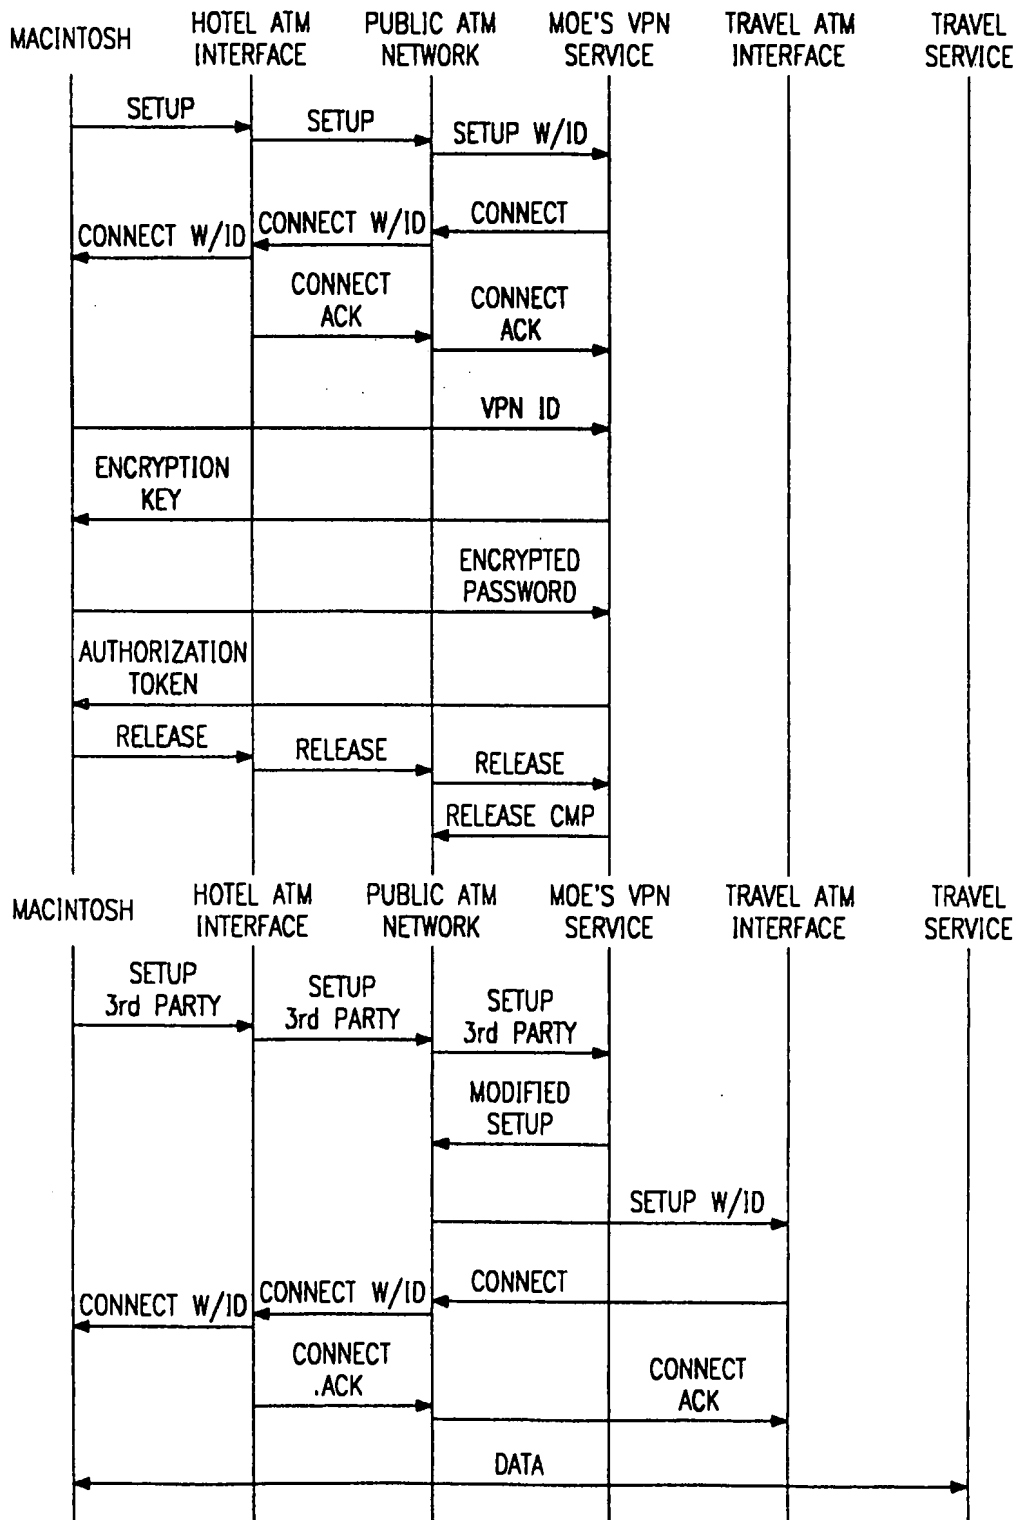 MACINTOSH
HOTEL ATM
INTERFACE
PUBLIC ATM
NETWORK
MOE'S VPN
SERVICE
TRAVEL ATM
INTERFACE
TRAVEL
SERVICE
SETUP
SETUP
SETUP W/ID
CONNECT
CONNECT W/ID
CONNECT W/ID
CONNECT
ACK
CONNECT
ACK
VPN ID
ENCRYPTION
KEY
ENCRYPTED
PASSWORD
AUTHORIZATION
TOKEN
RELEASE
RELEASE
RELEASE
RELEASE CMP
MACINTOSH
HOTEL ATM
INTERFACE
PUBLIC ATM
NETWORK
MOE'S VPN
SERVICE
TRAVEL ATM
INTERFACE
TRAVEL
SERVICE
SETUP
3rd PARTY
SETUP
3rd PARTY
SETUP
3rd PARTY
MODIFIED
SETUP
SETUP W/ID
CONNECT
CONNECT W/ID
CONNECT W/ID
CONNECT
.ACK
CONNECT
ACK
DATA